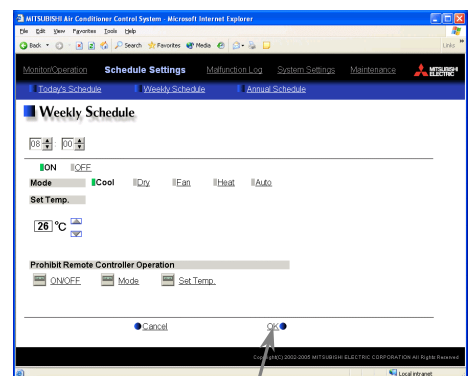 MITSUBISHI Air Conditioner Control System - Microsoft Internet Explorer
File Edit View Favorites Tools Help
Back Search Favorites Media Links
Monitor/Operation Schedule Settings Malfunction Log System Settings Maintenance MITSUBISHI ELECTRIC
Today's Schedule Weekly Schedule Annual Schedule
Weekly Schedule
08 00
ON OFF
Mode Cool Dry Fan Heat Auto
Set Temp.
26 °C
Prohibit Remote Controller Operation
ON/OFF Mode Set Temp.
Cancel OK
Copyright(C) 2002-2005 MITSUBISHI ELECTRIC CORPORATION All Rights Reserved
Local intranet